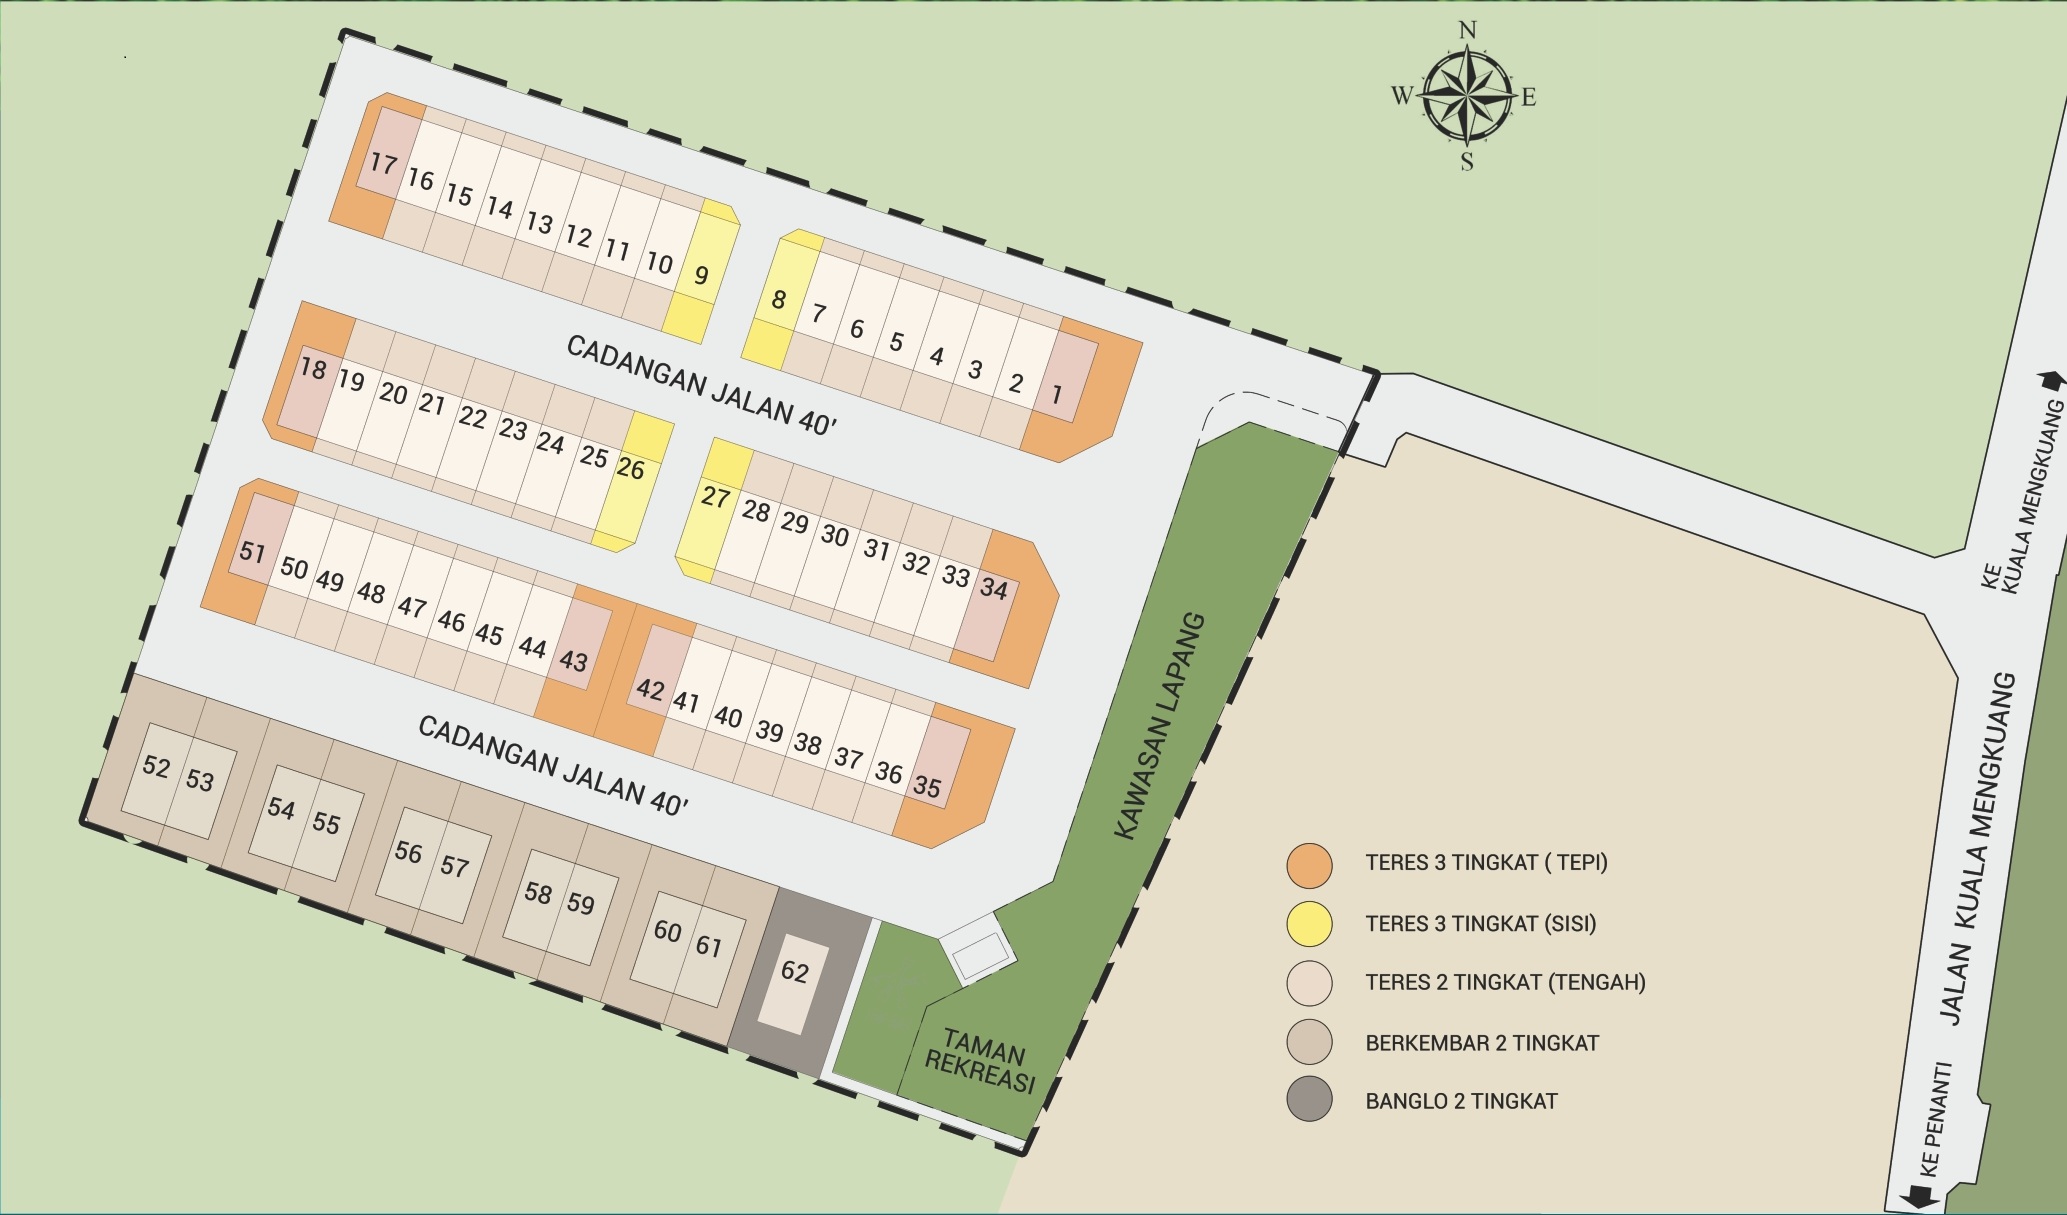 N
W E
S
17 16 15 14 13 12 11 10 9
8 7 6 5 4 3 2 1
CADANGAN JALAN 40'
18 19 20 21 22 23 24 25 26
27 28 29 30 31 32 33 34
51 50 49 48 47 46 45 44 43
42 41 40 39 38 37 36 35
CADANGAN JALAN 40'
52 53
54 55
56 57
58 59
60 61
62
KAWASAN LAPANG
TAMAN
REKREASI
KE
KUALA MENGKUANG
JALAN KUALA MENGKUANG
KE PENANTI
TERES 3 TINGKAT ( TEPI)
TERES 3 TINGKAT (SISI)
TERES 2 TINGKAT (TENGAH)
BERKEMBAR 2 TINGKAT
BANGLO 2 TINGKAT